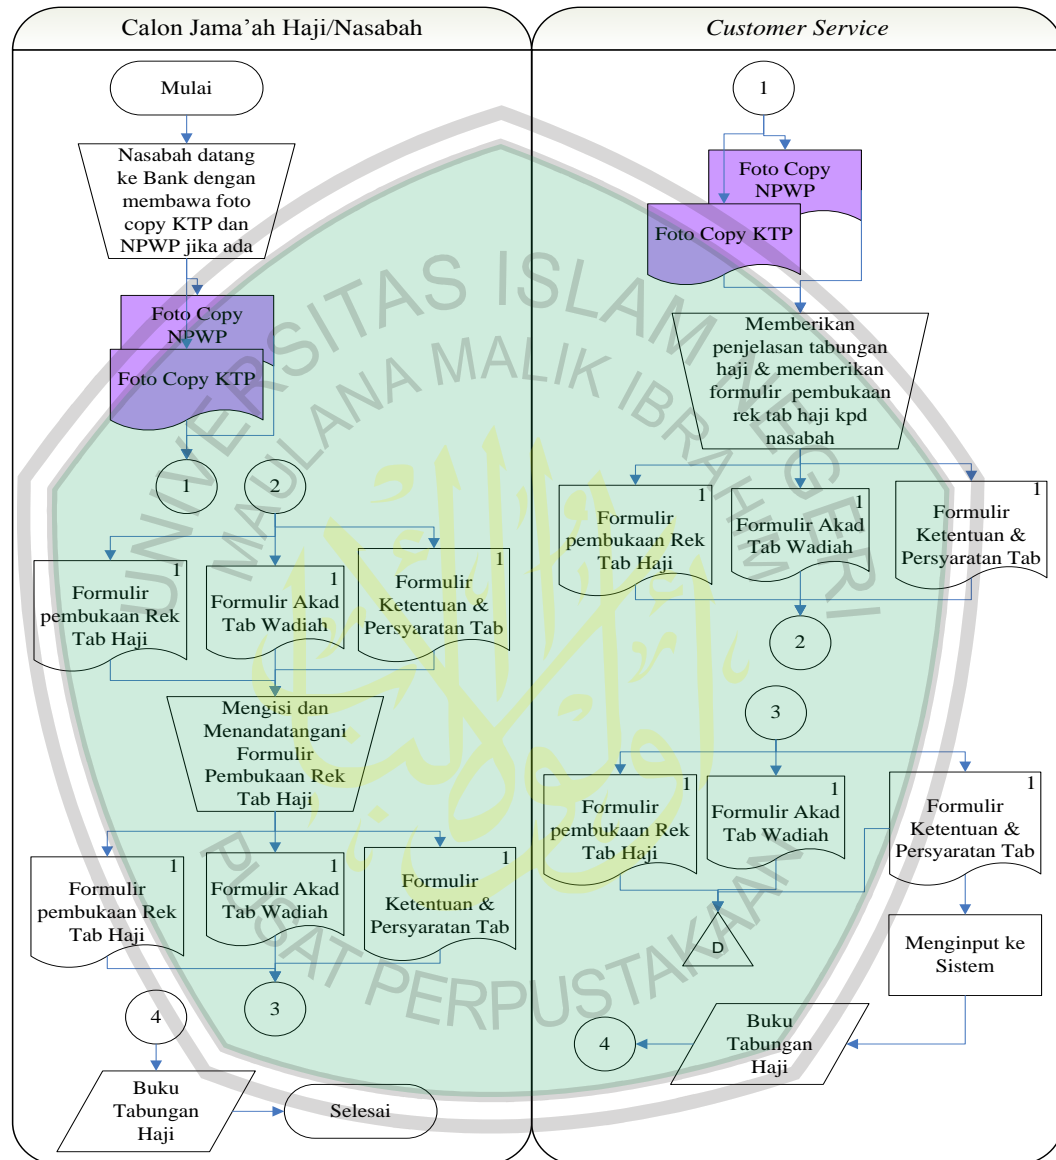 Calon Jama’ah Haji/Nasabah
Mulai
Nasabah datang
ke Bank dengan
membawa foto
copy KTP dan
NPWP jika ada
Foto Copy
NPWP
Foto Copy KTP
1
2
1
Formulir
pembukaan Rek
Tab Haji
1
Formulir Akad
Tab Wadiah
1
Formulir
Ketentuan &
Persyaratan Tab
Mengisi dan
Menandatangani
Formulir
Pembukaan Rek
Tab Haji
1
Formulir
pembukaan Rek
Tab Haji
1
Formulir Akad
Tab Wadiah
1
Formulir
Ketentuan &
Persyaratan Tab
3
4
Buku
Tabungan
Haji
Selesai
Customer Service
1
Foto Copy
NPWP
Foto Copy KTP
Memberikan
penjelasan tabungan
haji & memberikan
formulir pembukaan
rek tab haji kpd
nasabah
1
Formulir
pembukaan Rek
Tab Haji
1
Formulir Akad
Tab Wadiah
1
Formulir
Ketentuan &
Persyaratan Tab
2
3
1
Formulir
pembukaan Rek
Tab Haji
1
Formulir Akad
Tab Wadiah
1
Formulir
Ketentuan &
Persyaratan Tab
D
Menginput ke
Sistem
Buku
Tabungan
Haji
4
UNIVERSITAS ISLAM NEGERI
MAULANA MALIK IBRAHIM
PUSAT PERPUSTAKAAN